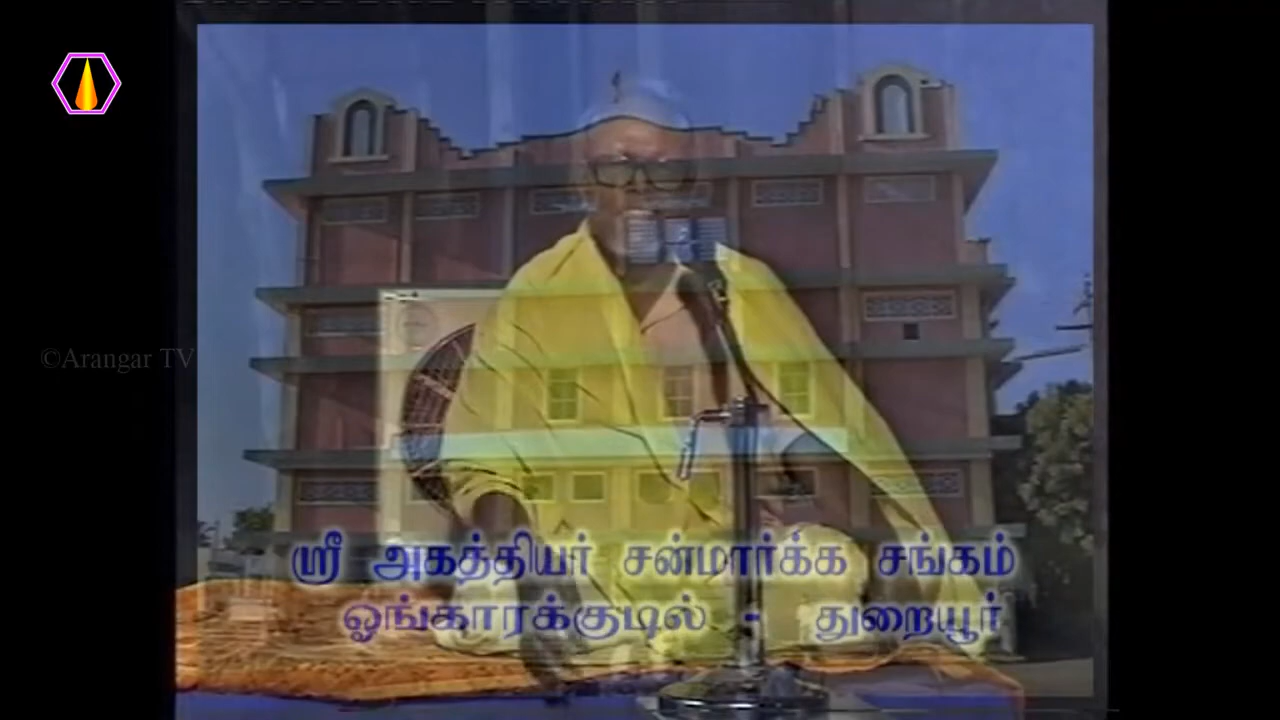 ©Arangar TV
ஸ்ரீ அகத்தியர் சன்மார்க்க சங்கம்
ஓங்காரக்குடில் - துறையூர்